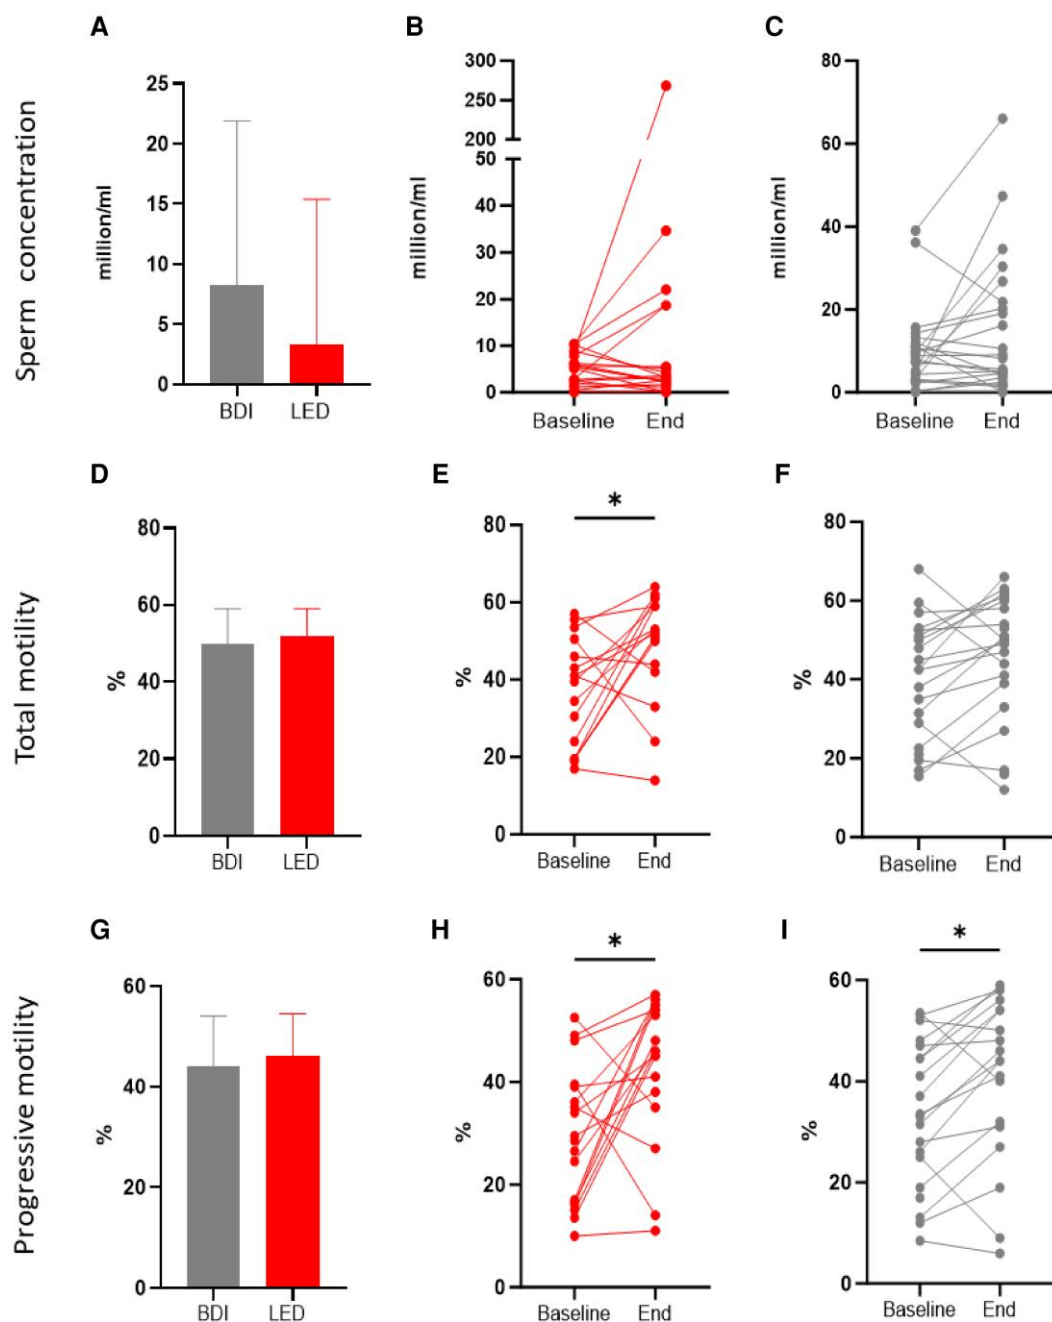 A
B
C
Sperm concentration
million/ml
25
20
15
10
5
0
BDI LED
million/ml
300
250
200
50
40
30
20
10
0
Baseline End
million/ml
80
60
40
20
0
Baseline End
D
E
F
Total motility
%
80
60
40
20
0
BDI LED
*
%
80
60
40
20
0
Baseline End
%
80
60
40
20
0
Baseline End
G
H
I
Progressive motility
%
60
40
20
0
BDI LED
*
%
60
40
20
0
Baseline End
*
%
60
40
20
0
Baseline End